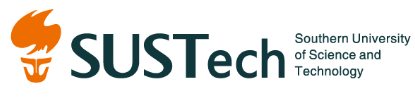 SUSTech
Southern University
of Science and
Technology